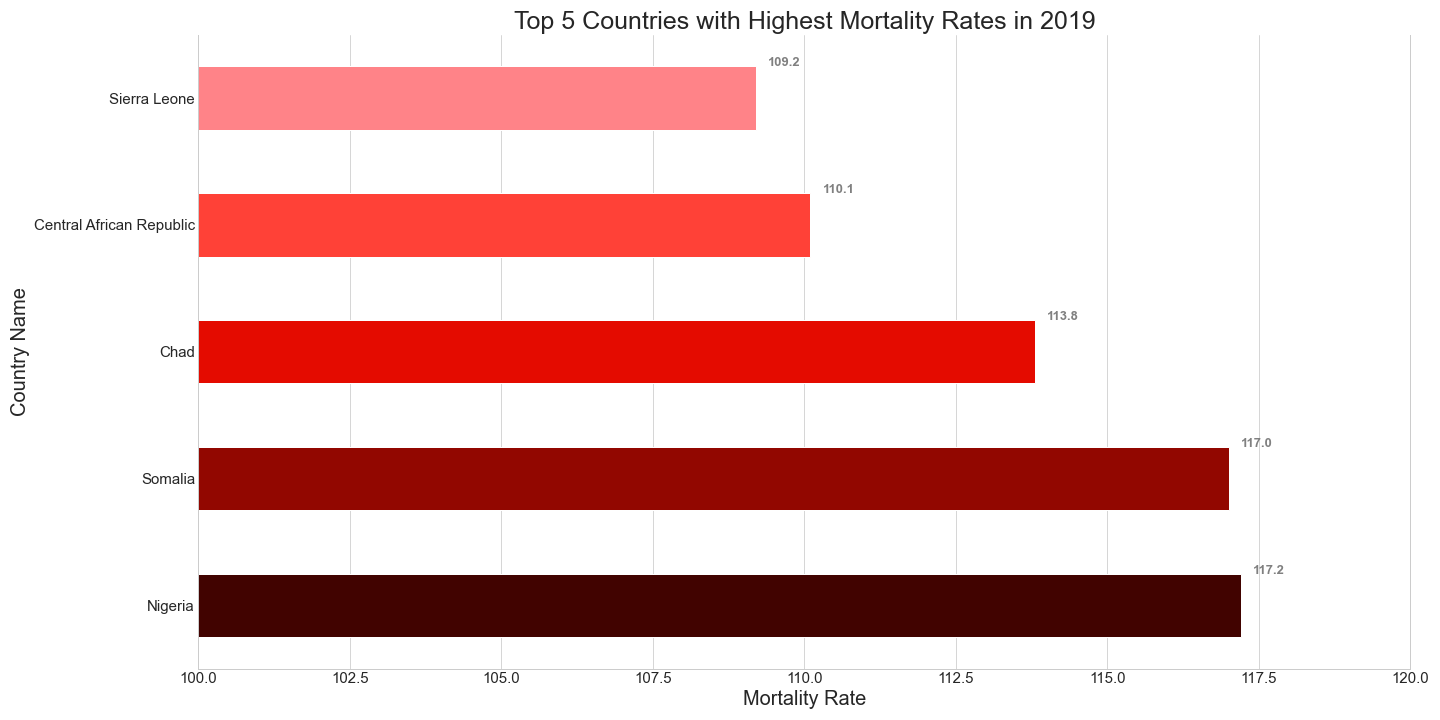 Top 5 Countries with Highest Mortality Rates in 2019
109.2
Sierra Leone
110.1
Central African Republic
113.8
Chad
Country Name
117.0
Somalia
117.2
Nigeria
100.0 102.5 105.0 107.5 110.0 112.5 115.0 117.5 120.0
Mortality Rate